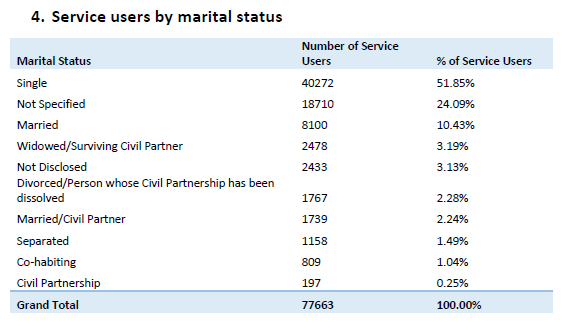 4. Service users by marital status
Number of Service
Marital Status Users % of Service Users
Single 40272 51.85%
Not Specified 18710 24.09%
Married 8100 10.43%
Widowed/Surviving Civil Partner 2478 3.19%
Not Disclosed 2433 3.13%
Divorced/Person whose Civil Partnership has been
dissolved 1767 2.28%
Married/Civil Partner 1739 2.24%
Separated 1158 1.49%
Co-habiting 809 1.04%
Civil Partnership 197 0.25%
Grand Total 77663 100.00%